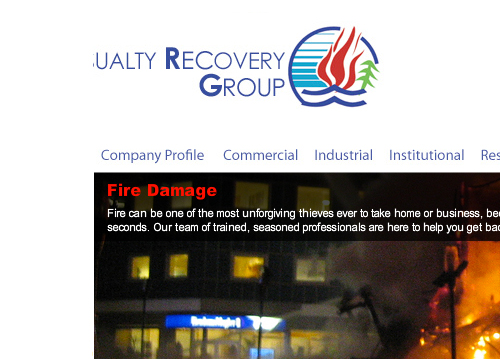 SUALTY RECOVERY
GROUP
Company Profile Commercial Industrial Institutional Res
Fire Damage
Fire can be one of the most unforgiving thieves ever to take home or business, bec
seconds. Our team of trained, seasoned professionals are here to help you get bac